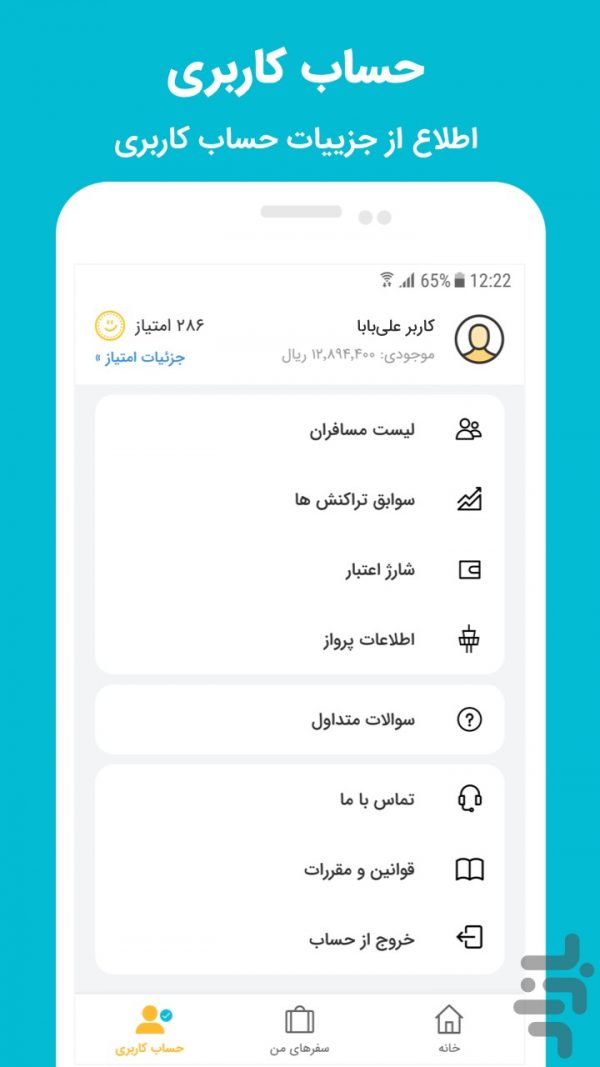 حساب کاربری
اطلاع از جزییات حساب کاربری
65% 12:22
کاربر علی‌بابا
موجودی: ۱۲,۸۹۴,۴۰۰ ریال
۲۸۶ امتیاز
جزئیات امتیاز »
لیست مسافران
سوابق تراکنش ها
شارژ اعتبار
اطلاعات پرواز
سوالات متداول
تماس با ما
قوانین و مقررات
خروج از حساب
خانه
سفرهای من
حساب کاربری
بازار